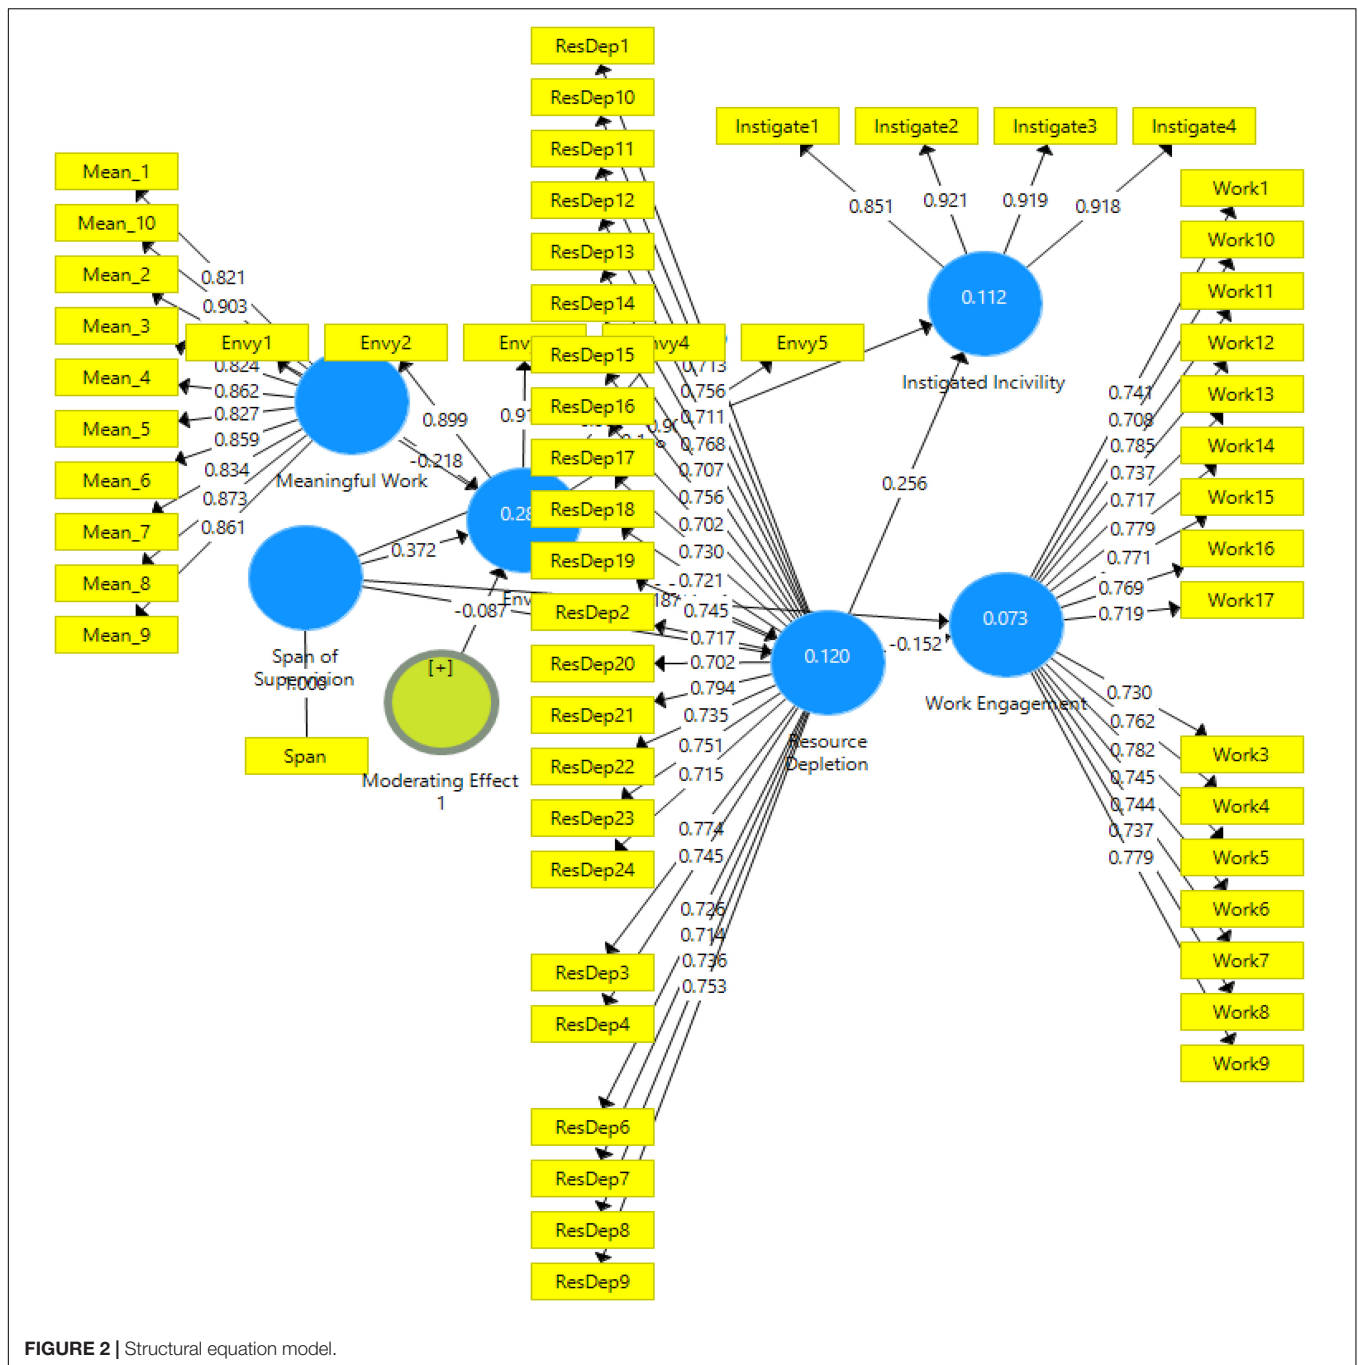 ResDep1
ResDep10
ResDep11
ResDep12
ResDep13
ResDep14
ResDep15
ResDep16
ResDep17
ResDep18
ResDep19
ResDep2
ResDep20
ResDep21
ResDep22
ResDep23
ResDep24
ResDep3
ResDep4
ResDep6
ResDep7
ResDep8
ResDep9
Instigate1
Instigate2
Instigate3
Instigate4
0.851
0.921
0.919
0.918
0.112
Instigated Incivility
Mean_1
Mean_10
Mean_2
Mean_3
Mean_4
Mean_5
Mean_6
Mean_7
Mean_8
Mean_9
0.821
0.903
0.824
0.862
0.827
0.859
0.834
0.873
0.861
Meaningful Work
Envy1
Envy2
Envy5
0.899
-0.218
0.372
-0.087
Span of
Supervision
1.000
Span
[+]
Moderating Effect
1
0.713
0.756
0.711
0.768
0.707
0.756
0.702
0.730
0.721
0.745
0.717
0.702
0.794
0.735
0.751
0.715
0.774
0.745
0.726
0.714
0.736
0.753
0.120
Resource
Depletion
0.256
-0.152
0.073
Work Engagement
Work1
Work10
Work11
Work12
Work13
Work14
Work15
Work16
Work17
0.741
0.708
0.785
0.737
0.717
0.779
0.771
0.769
0.719
0.730
0.762
0.782
0.745
0.744
0.737
0.779
Work3
Work4
Work5
Work6
Work7
Work8
Work9
FIGURE 2 | Structural equation model.